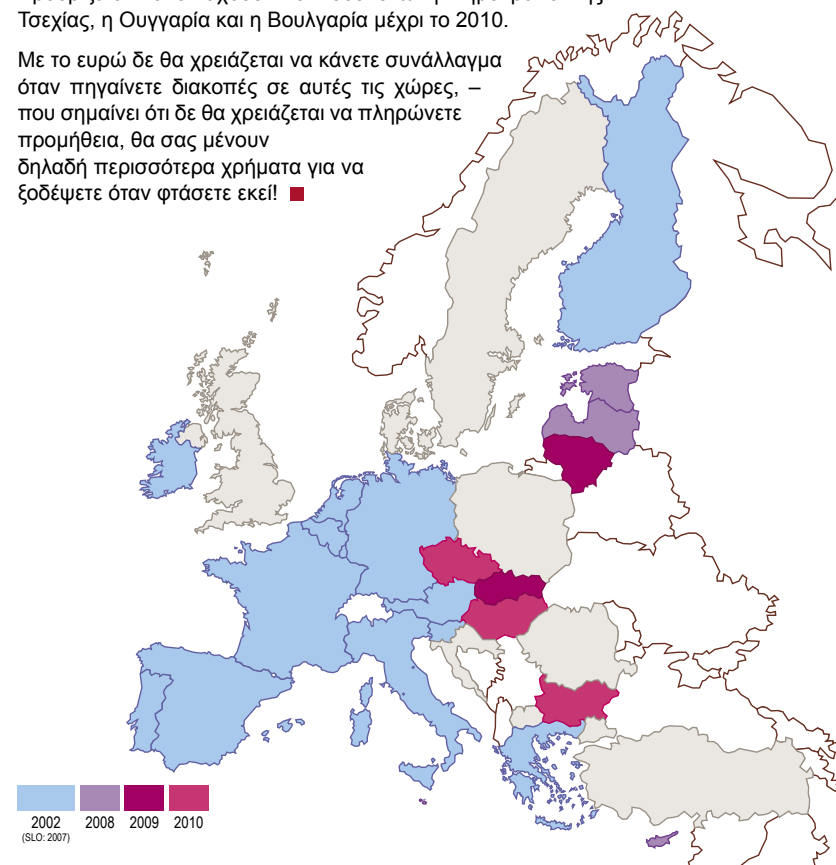 Τσεχίας, η Ουγγαρία και η Βουλγαρία μέχρι το 2010.
Με το ευρώ δε θα χρειάζεται να κάνετε συνάλλαγμα
όταν πηγαίνετε διακοπές σε αυτές τις χώρες, –
που σημαίνει ότι δε θα χρειάζεται να πληρώνετε
προμήθεια, θα σας μένουν
δηλαδή περισσότερα χρήματα για να
ξοδέψετε όταν φτάσετε εκεί!
2002 2008 2009 2010
(SLO: 2007)